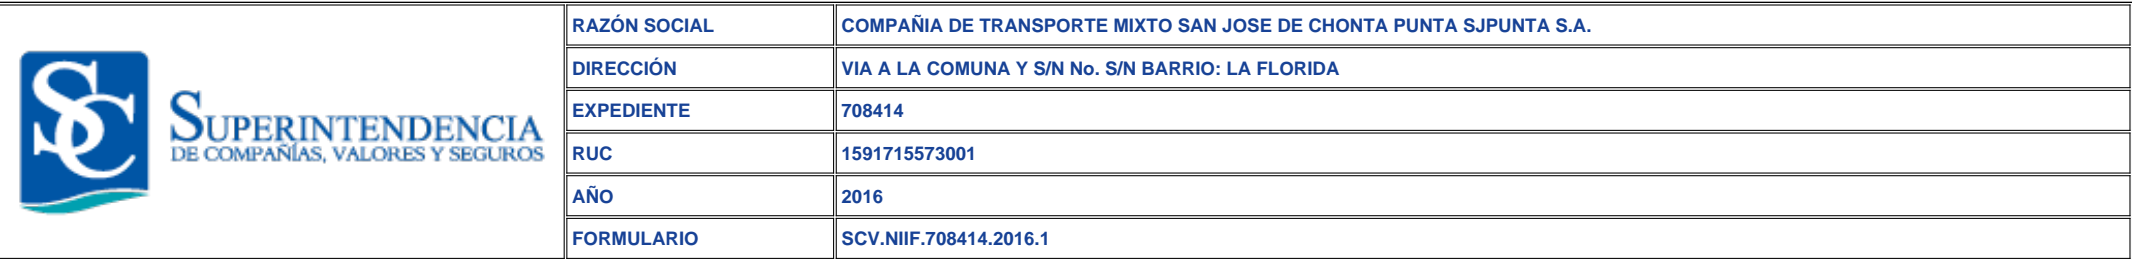 SC
SUPERINTENDENCIA
DE COMPAÑÍAS, VALORES Y SEGUROS
RAZÓN SOCIAL COMPAÑIA DE TRANSPORTE MIXTO SAN JOSE DE CHONTA PUNTA SJPUNTA S.A.
DIRECCIÓN VIA A LA COMUNA Y S/N No. S/N BARRIO: LA FLORIDA
EXPEDIENTE 708414
RUC 1591715573001
AÑO 2016
FORMULARIO SCV.NIIF.708414.2016.1